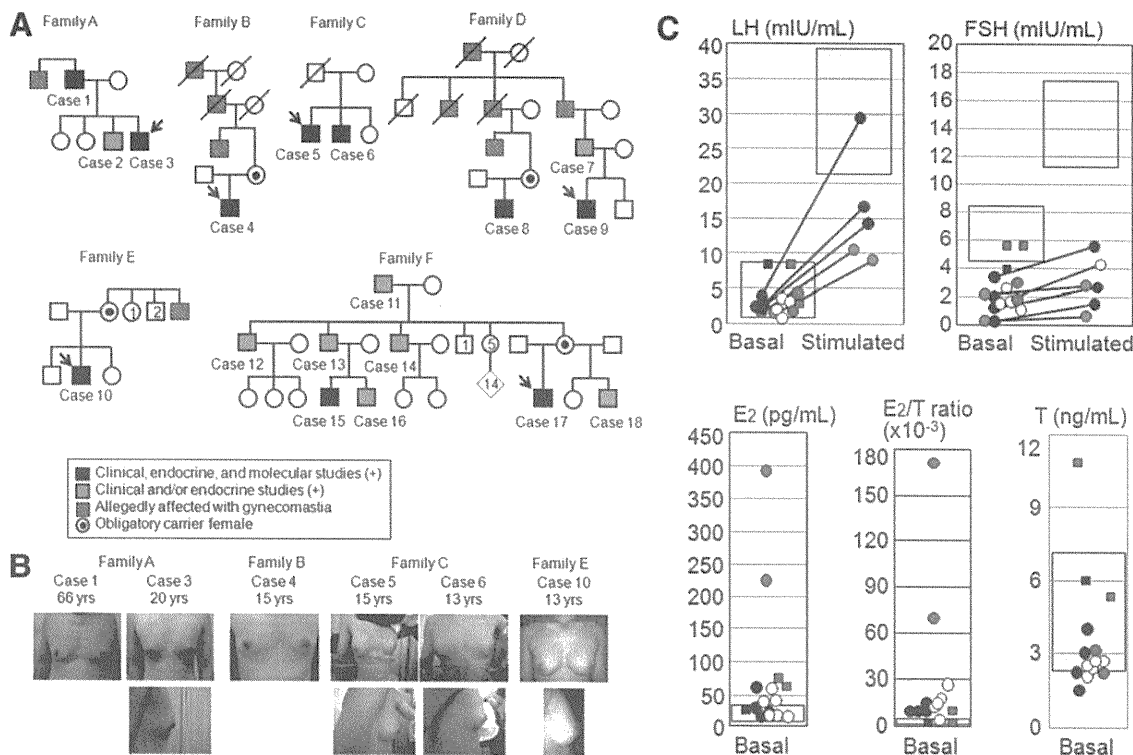 A
Family A
Family B
Family C
Family D
Case 1
Case 2 Case 3
Case 4
Case 5 Case 6
Case 7
Case 8
Case 9
Family E
Family F
1 2
Case 10
Case 11
Case 12 Case 13 Case 14
1 5
14
Case 15 Case 16
Case 17 Case 18
Clinical, endocrine, and molecular studies (+)
Clinical and/or endocrine studies (+)
Allegedly affected with gynecomastia
Obligatory carrier female
B
Family A Family B Family C Family E
Case 1 Case 3 Case 4 Case 5 Case 6 Case 10
66 yrs 20 yrs 15 yrs 15 yrs 13 yrs 13 yrs
C
LH (mIU/mL)
40
35
30
25
20
15
10
5
0
Basal Stimulated
FSH (mIU/mL)
20
18
16
14
12
10
8
6
4
2
0
Basal Stimulated
E2 (pg/mL)
450
400
350
300
250
200
150
100
50
0
Basal
E2/T ratio
(x10-3)
180
150
120
90
60
30
0
Basal
T (ng/mL)
12
9
6
3
0
Basal